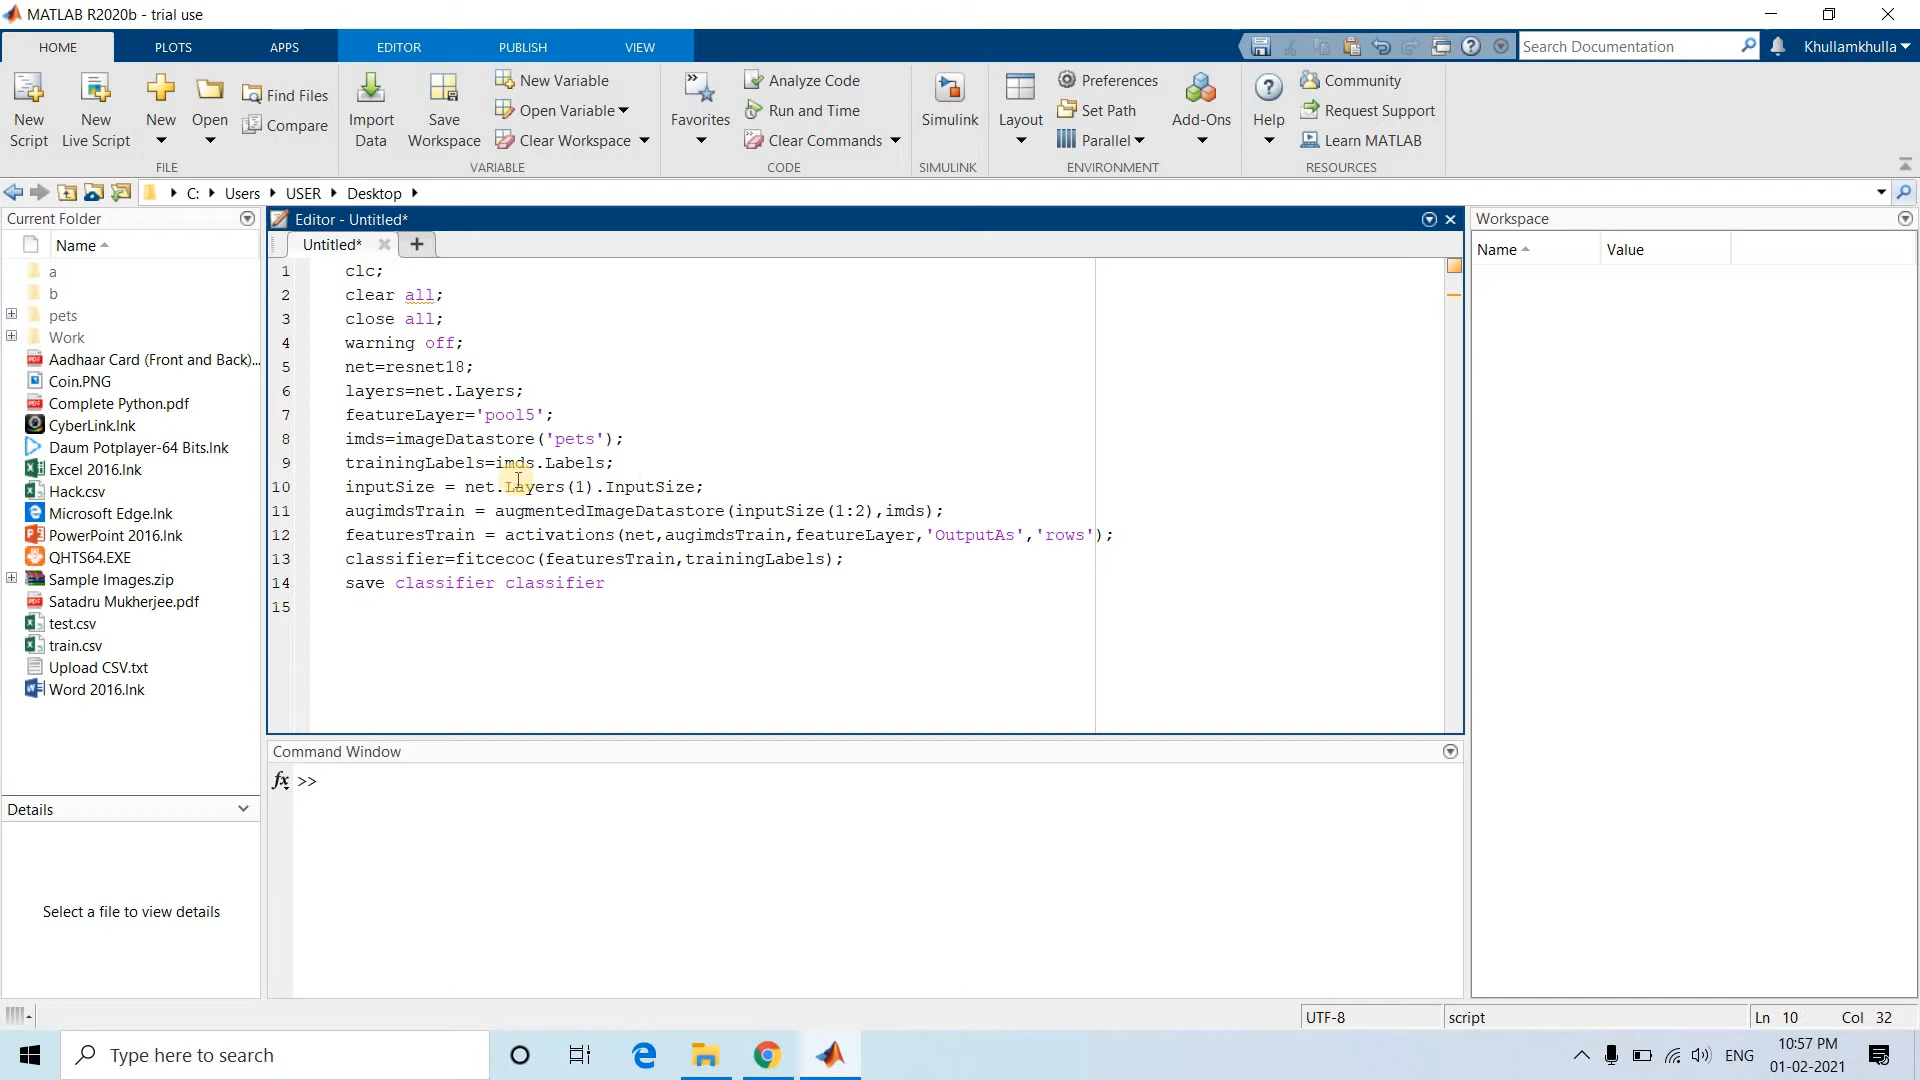 MATLAB R2020b - trial use
HOME PLOTS APPS EDITOR PUBLISH VIEW Search Documentation Khullamkhulla
New Script
New Live Script
New
Open
Find Files
Compare
FILE
Import Data
Save Workspace
New Variable
Open Variable
Clear Workspace
VARIABLE
Favorites
Analyze Code
Run and Time
Clear Commands
CODE
Simulink
SIMULINK
Layout
Preferences
Set Path
Parallel
Add-Ons
ENVIRONMENT
Help
Community
Request Support
Learn MATLAB
RESOURCES
C: Users USER Desktop
Current Folder
Name
a
b
pets
Work
Aadhaar Card (Front and Back)...
Coin.PNG
Complete Python.pdf
CyberLink.lnk
Daum Potplayer-64 Bits.lnk
Excel 2016.lnk
Hack.csv
Microsoft Edge.lnk
PowerPoint 2016.lnk
QHTS64.EXE
Sample Images.zip
Satadru Mukherjee.pdf
test.csv
train.csv
Upload CSV.txt
Word 2016.lnk
Details
Select a file to view details
Editor - Untitled*
Untitled*
1 clc;
2 clear all;
3 close all;
4 warning off;
5 net=resnet18;
6 layers=net.Layers;
7 featureLayer='pool5';
8 imds=imageDatastore('pets');
9 trainingLabels=imds.Labels;
10 inputSize = net.Layers(1).InputSize;
11 augimdsTrain = augmentedImageDatastore(inputSize(1:2),imds);
12 featuresTrain = activations(net,augimdsTrain,featureLayer,'OutputAs','rows');
13 classifier=fitcecoc(featuresTrain,trainingLabels);
14 save classifier classifier
15
Command Window
fx >>
Workspace
Name Value
UTF-8 script Ln 10 Col 32
Type here to search
ENG
10:57 PM
01-02-2021